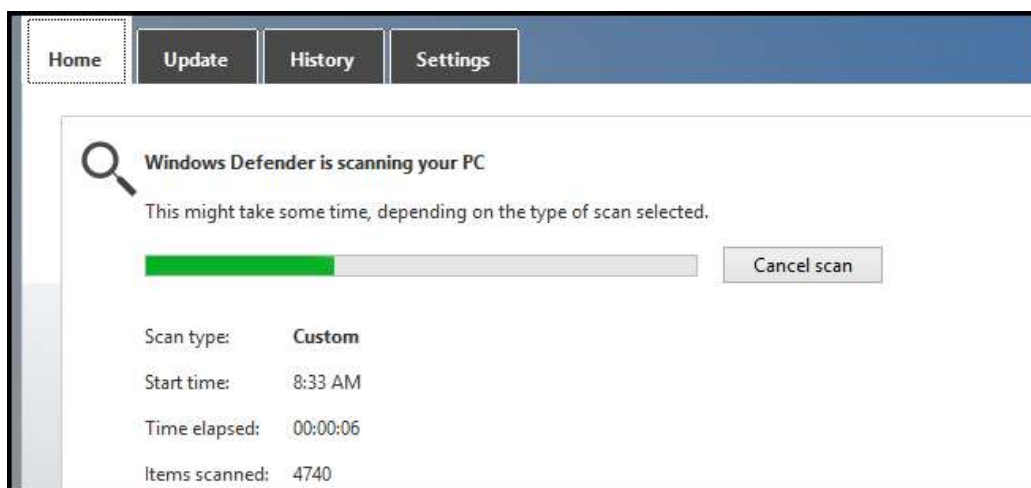 Home Update History Settings
Windows Defender is scanning your PC
This might take some time, depending on the type of scan selected.
Cancel scan
Scan type: Custom
Start time: 8:33 AM
Time elapsed: 00:00:06
Items scanned: 4740